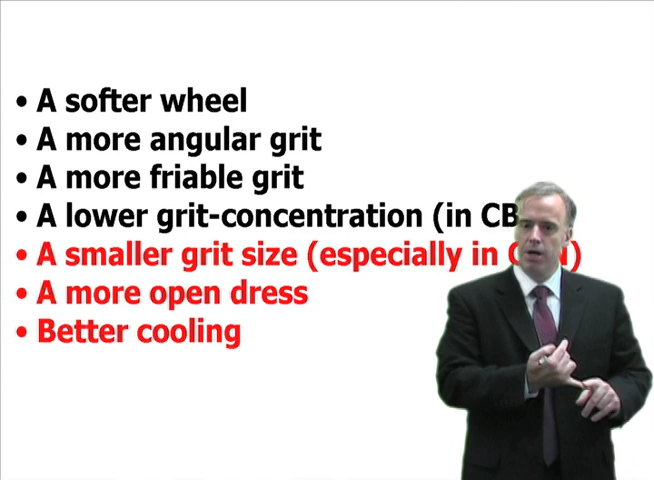 • A softer wheel
• A more angular grit
• A more friable grit
• A lower grit-concentration (in
• A smaller grit size (especially in
• A more open dress
• Better cooling